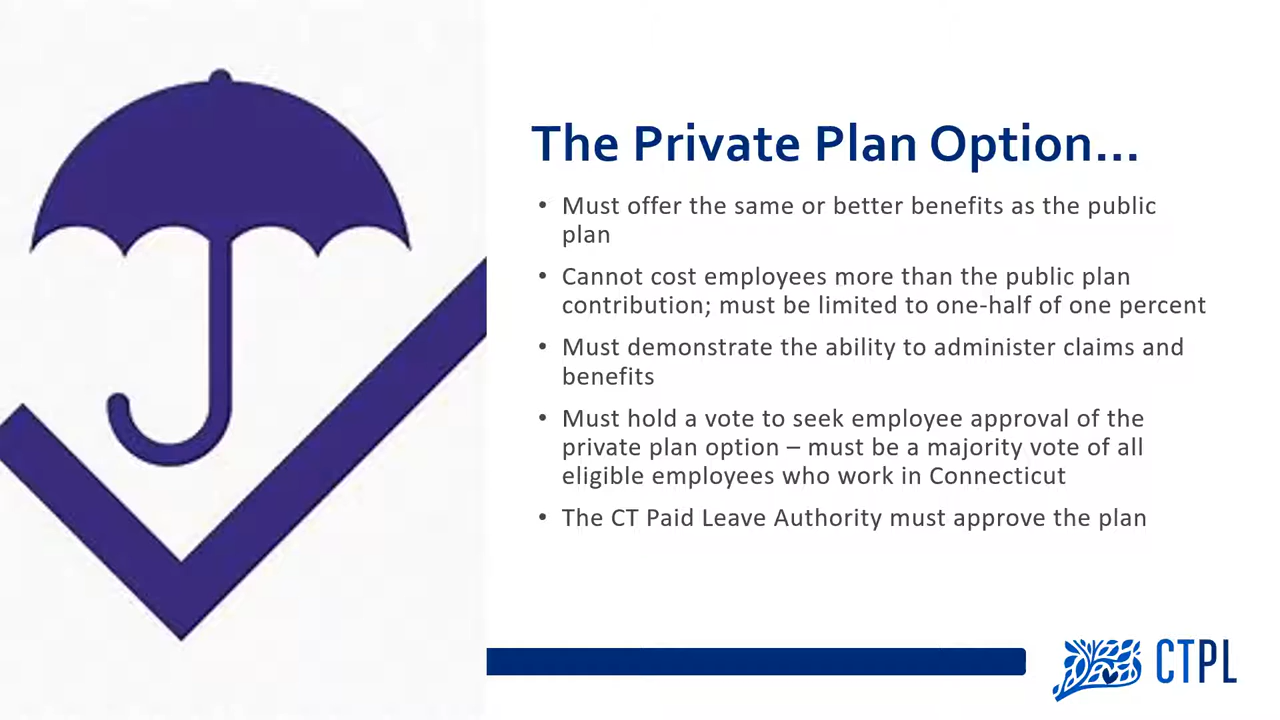 The Private Plan Option...
• Must offer the same or better benefits as the public
plan
• Cannot cost employees more than the public plan
contribution; must be limited to one-half of one percent
• Must demonstrate the ability to administer claims and
benefits
• Must hold a vote to seek employee approval of the
private plan option – must be a majority vote of all
eligible employees who work in Connecticut
• The CT Paid Leave Authority must approve the plan
CTPL